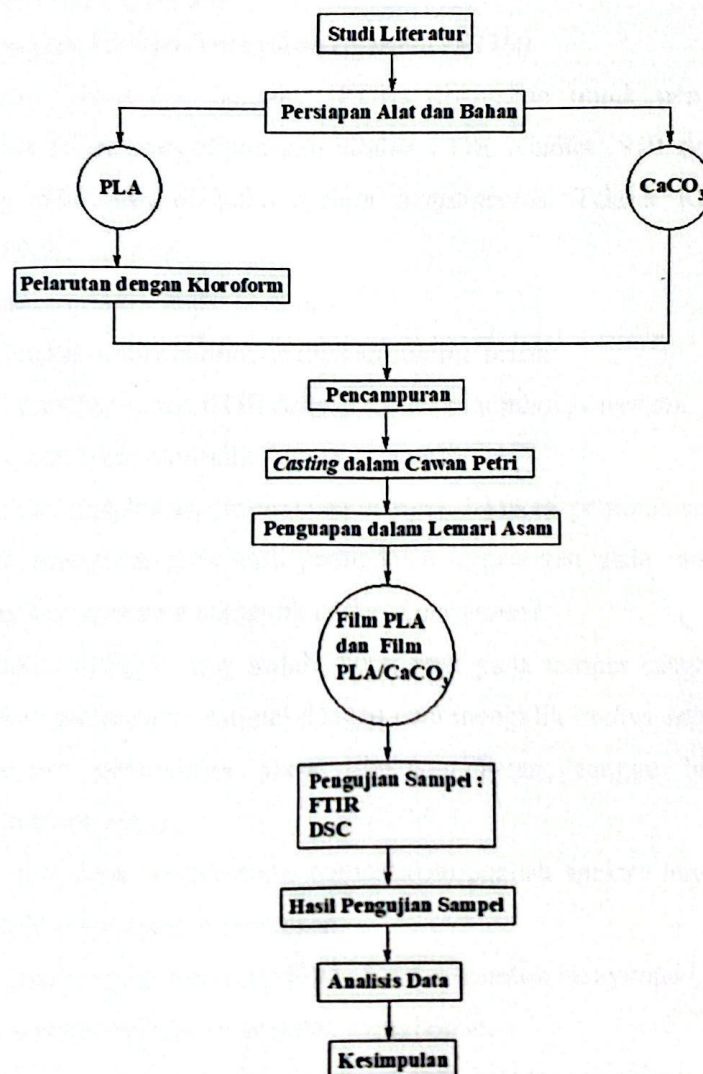 Studi Literatur
Persiapan Alat dan Bahan
PLA
CaCO₃
Pelarutan dengan Kloroform
Pencampuran
Casting dalam Cawan Petri
Penguapan dalam Lemari Asam
Film PLA
dan Film
PLA/CaCO₃
Pengujian Sampel :
FTIR
DSC
Hasil Pengujian Sampel
Analisis Data
Kesimpulan